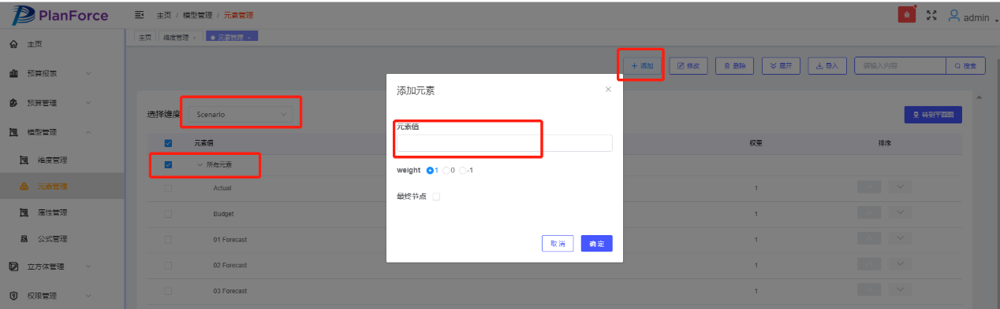 PlanForce
主页 / 模型管理 / 元素管理
admin
主页
维度管理 ×
元素管理 ×
主页
预算报表
预算管理
模型管理
维度管理
元素管理
属性管理
公式管理
立方体管理
权限管理
+ 添加
修改
删除
展开
导入
请输入内容
搜索
选择维度
Scenario
转到平面图
元素值
权重
排序
所有元素
Actual
1
Budget
1
01 Forecast
1
02 Forecast
1
03 Forecast
1
添加元素
×
元素值
weight 1 0 -1
最终节点
取消
确定